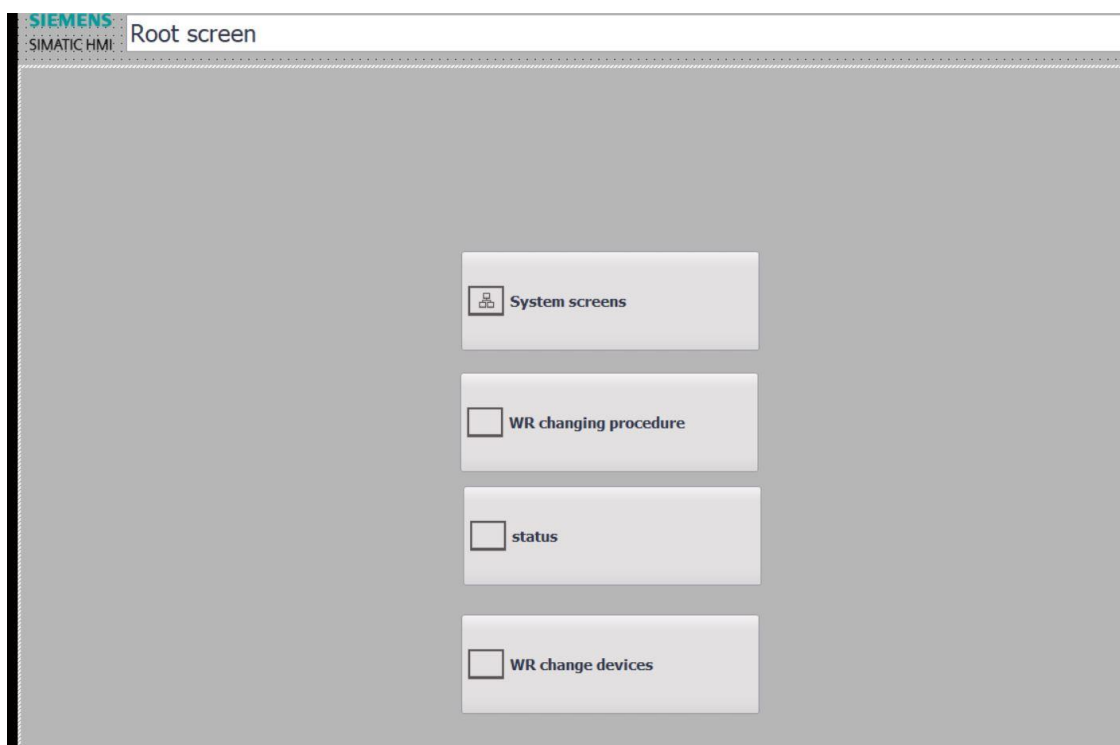 SIEMENS
SIMATIC HMI
Root screen
System screens
WR changing procedure
status
WR change devices